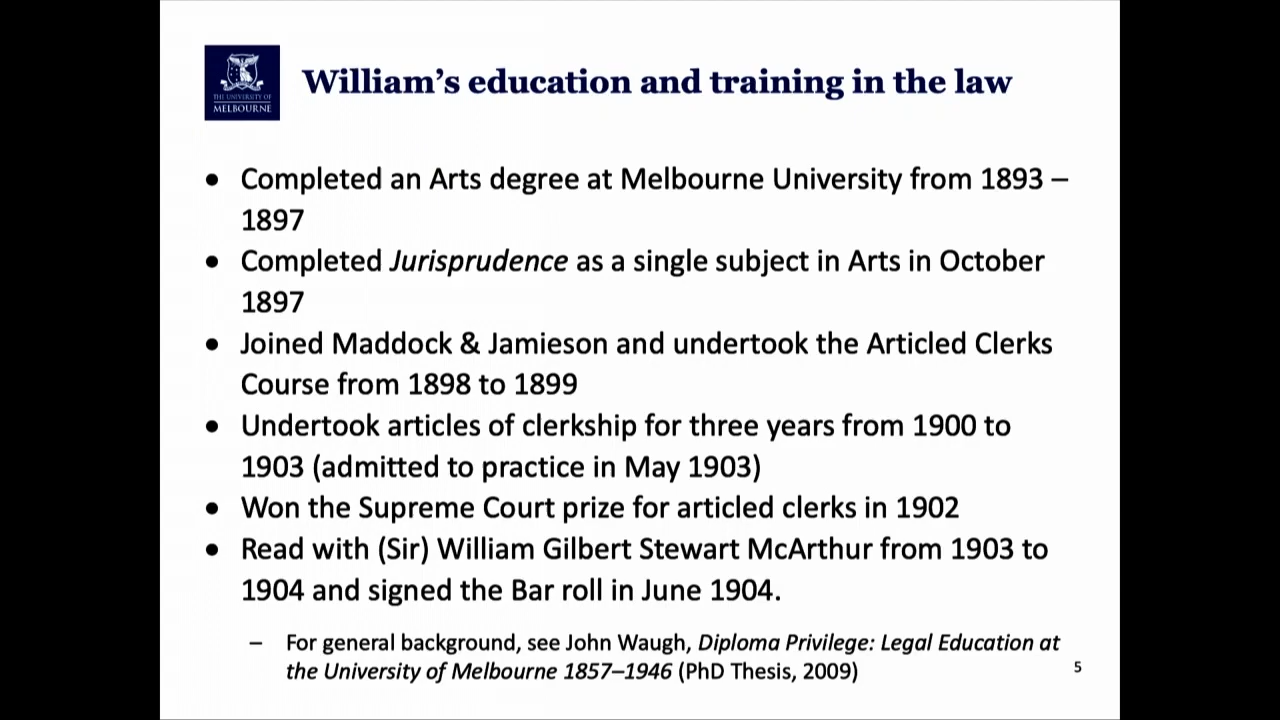 THE UNIVERSITY OF
MELBOURNE
William’s education and training in the law
● Completed an Arts degree at Melbourne University from 1893 –
1897
● Completed Jurisprudence as a single subject in Arts in October
1897
● Joined Maddock & Jamieson and undertook the Articled Clerks
Course from 1898 to 1899
● Undertook articles of clerkship for three years from 1900 to
1903 (admitted to practice in May 1903)
● Won the Supreme Court prize for articled clerks in 1902
● Read with (Sir) William Gilbert Stewart McArthur from 1903 to
1904 and signed the Bar roll in June 1904.
– For general background, see John Waugh, Diploma Privilege: Legal Education at
the University of Melbourne 1857–1946 (PhD Thesis, 2009)
5